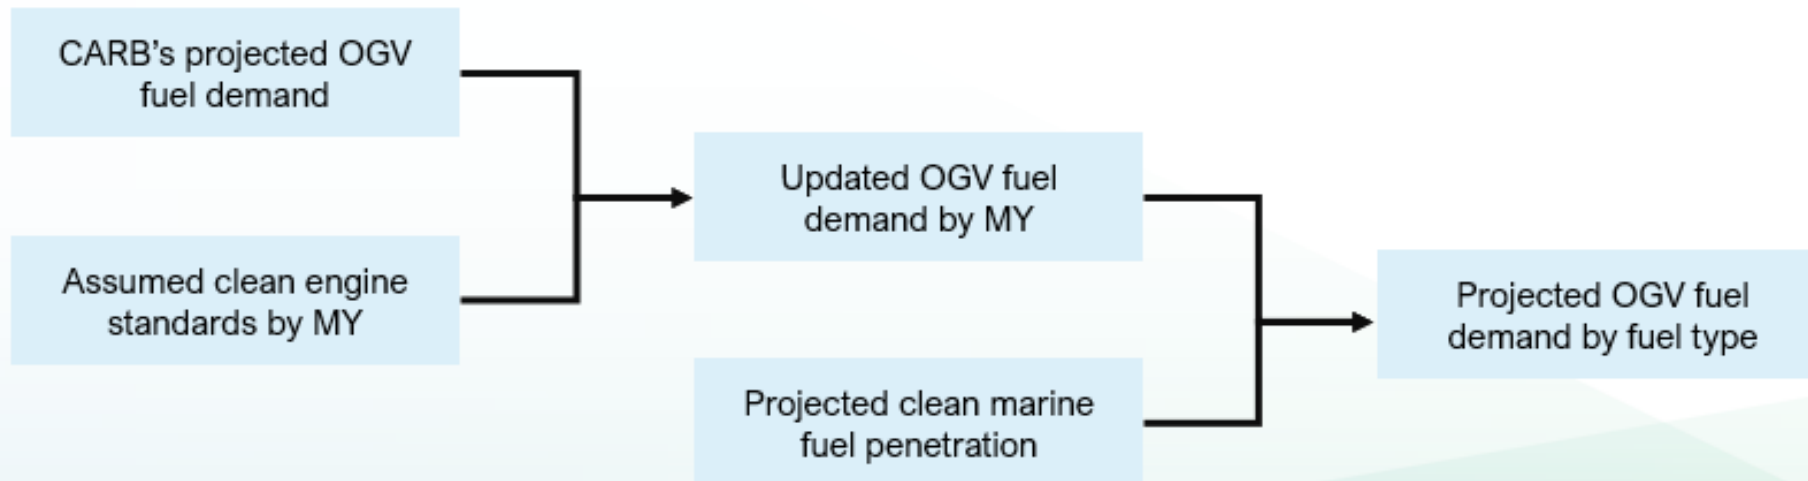 CARB’s projected OGV
fuel demand
Assumed clean engine
standards by MY
Updated OGV fuel
demand by MY
Projected clean marine
fuel penetration
Projected OGV fuel
demand by fuel type